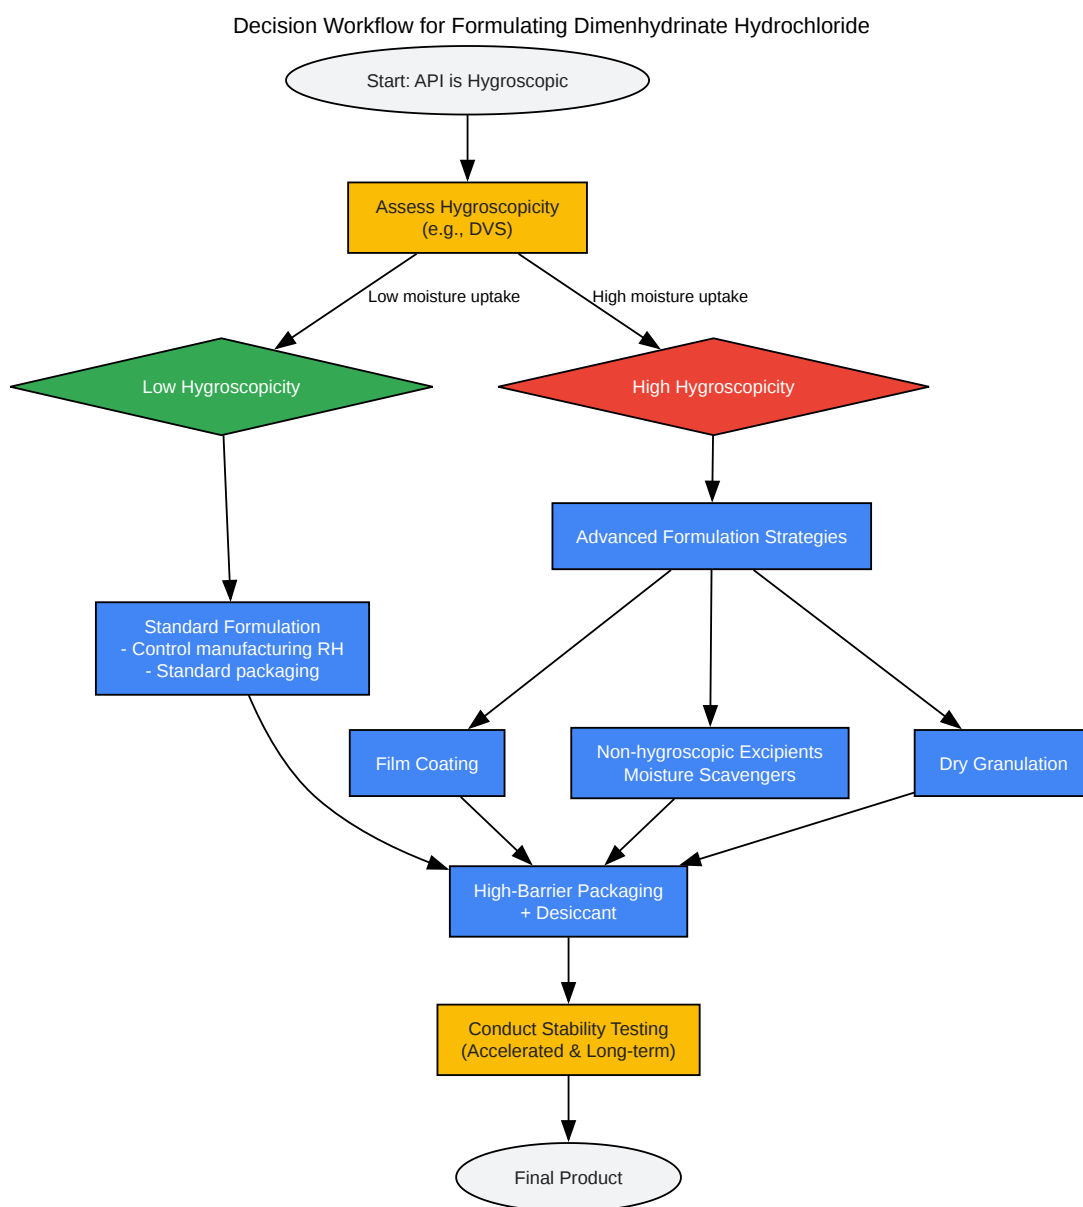 Decision Workflow for Formulating Dimenhydrinate Hydrochloride
Start: API is Hygroscopic
Assess Hygroscopicity
(e.g., DVS)
Low moisture uptake
High moisture uptake
Low Hygroscopicity
High Hygroscopicity
Advanced Formulation Strategies
Standard Formulation
- Control manufacturing RH
- Standard packaging
Film Coating
Non-hygroscopic Excipients
Moisture Scavengers
Dry Granulation
High-Barrier Packaging
+ Desiccant
Conduct Stability Testing
(Accelerated & Long-term)
Final Product